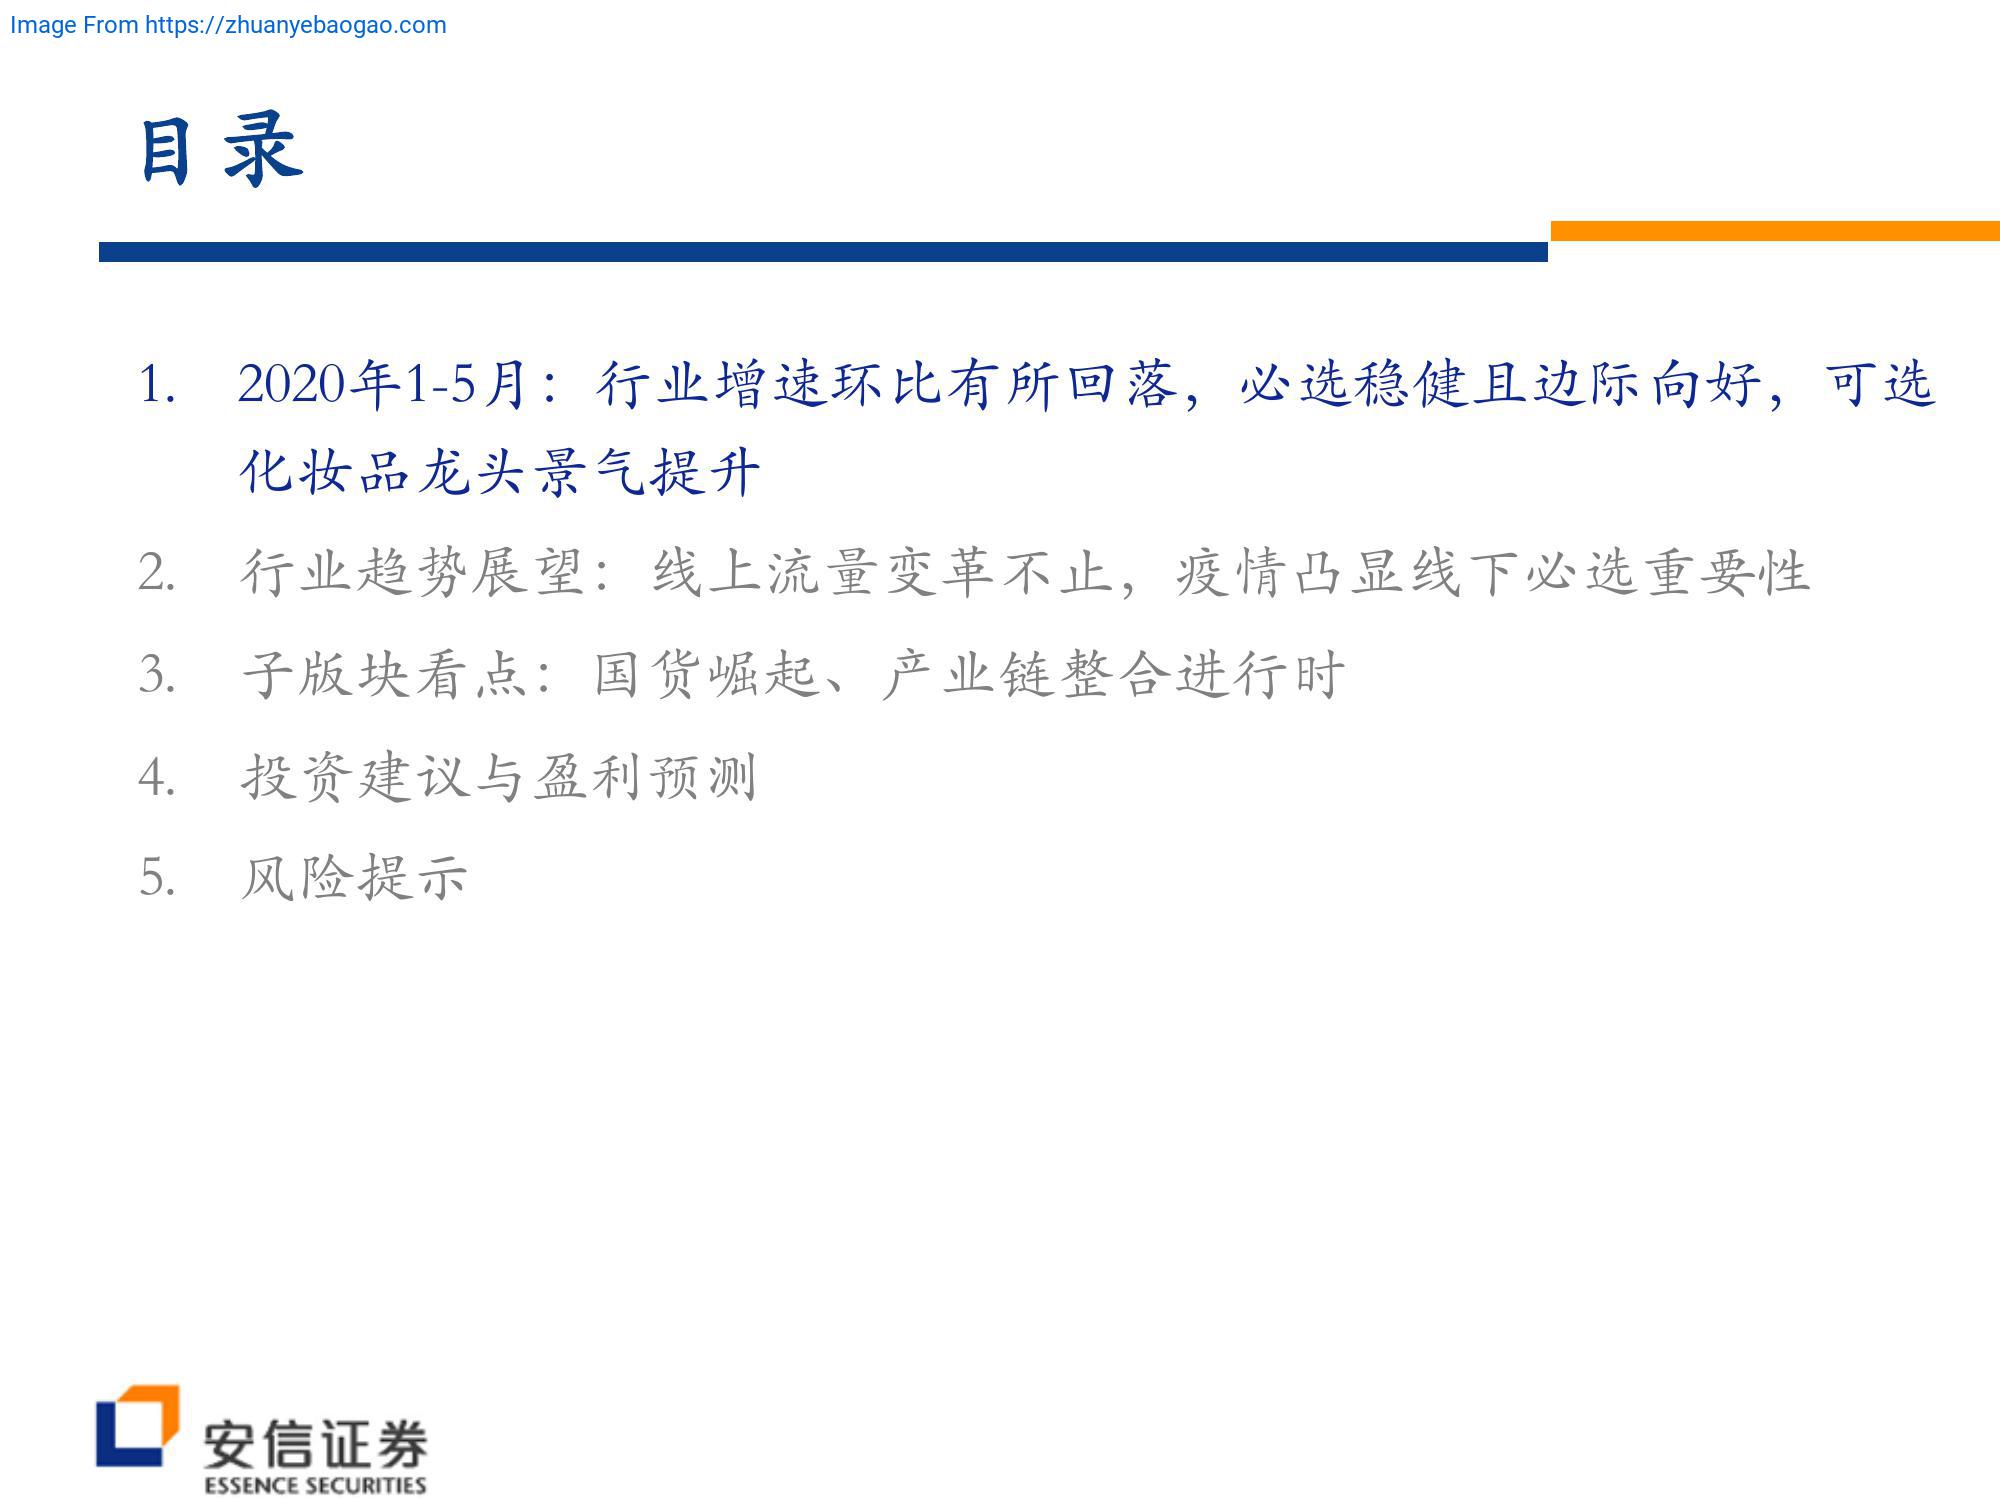 Image From https://zhuanyebaogao.com
目录
1. 2020年1-5月：行业增速环比有所回落，必选稳健且边际向好，可选
化妆品龙头景气提升
2. 行业趋势展望：线上流量变革不止，疫情凸显线下必选重要性
3. 子版块看点：国货崛起、产业链整合进行时
4. 投资建议与盈利预测
5. 风险提示
安信证券
ESSENCE SECURITIES